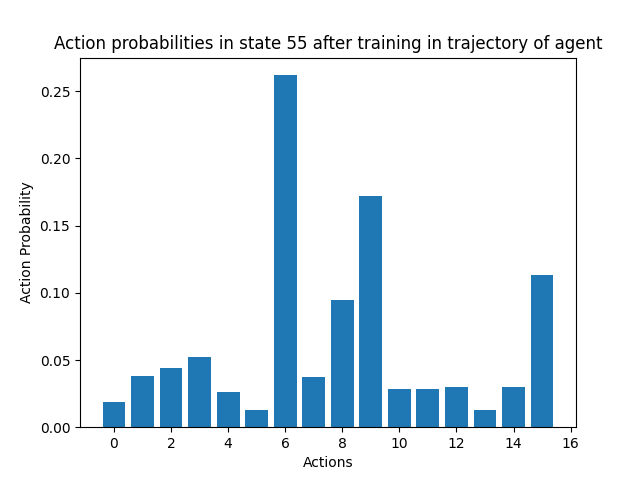 Action probabilities in state 55 after training in trajectory of agent
0.25
0.20
0.15
0.10
0.05
0.00
Action Probability
0 2 4 6 8 10 12 14 16
Actions